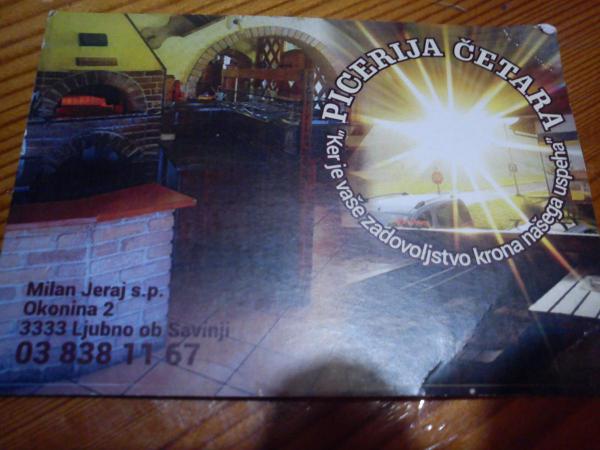 PICERIJA ČETARA
"Ker je vaše zadovoljstvo krona našega uspeha"
Milan Jeraj s.p.
Okonina 2
3333 Ljubno ob Savinji
03 838 11 67